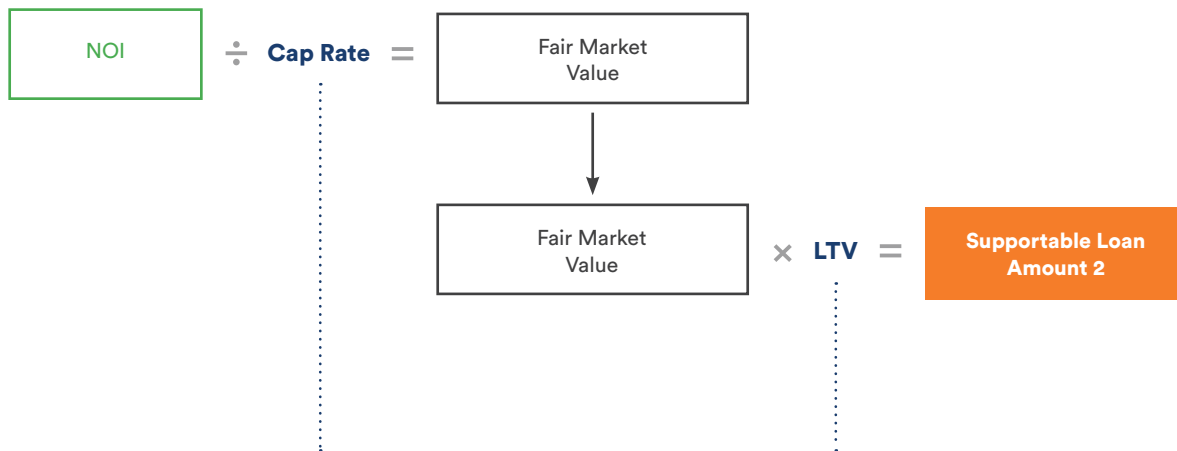 NOI ÷ Cap Rate = Fair Market
Value
Fair Market
Value × LTV = Supportable Loan
Amount 2